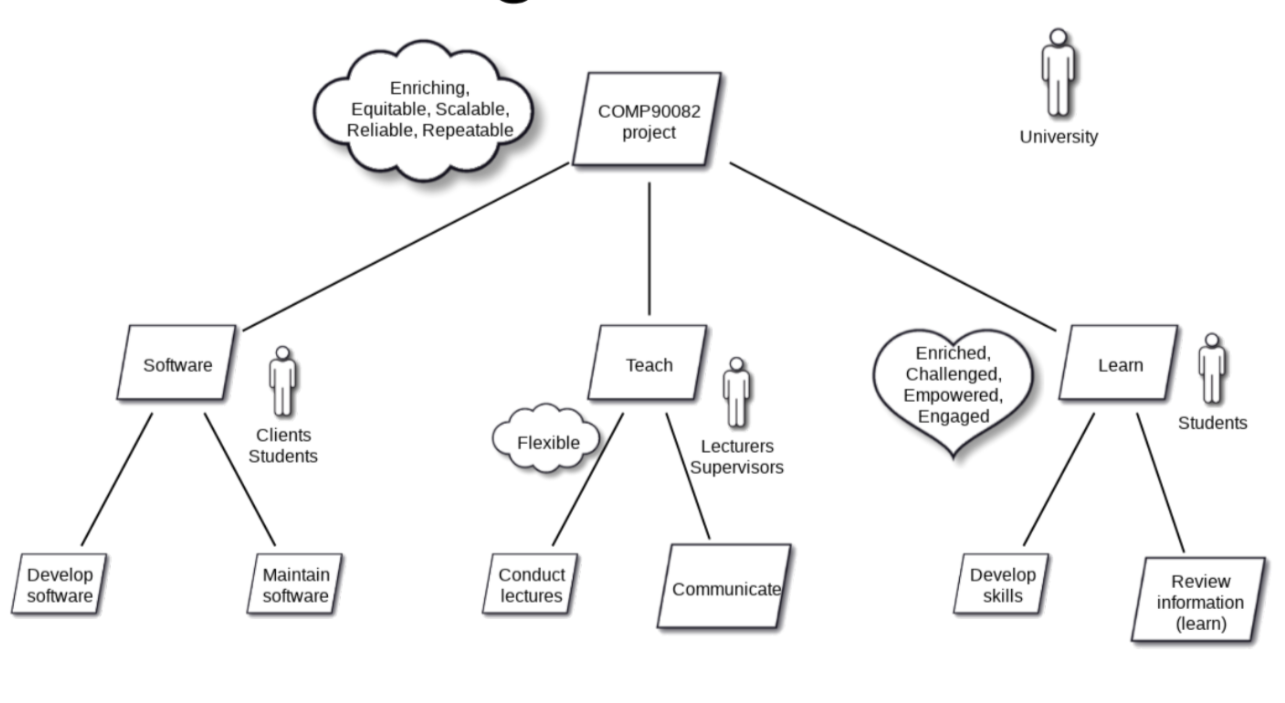 Enriching,
Equitable, Scalable,
Reliable, Repeatable
COMP90082
project
University
Software
Clients
Students
Teach
Flexible
Lecturers
Supervisors
Enriched,
Challenged,
Empowered,
Engaged
Learn
Students
Develop
software
Maintain
software
Conduct
lectures
Communicate
Develop
skills
Review
information
(learn)